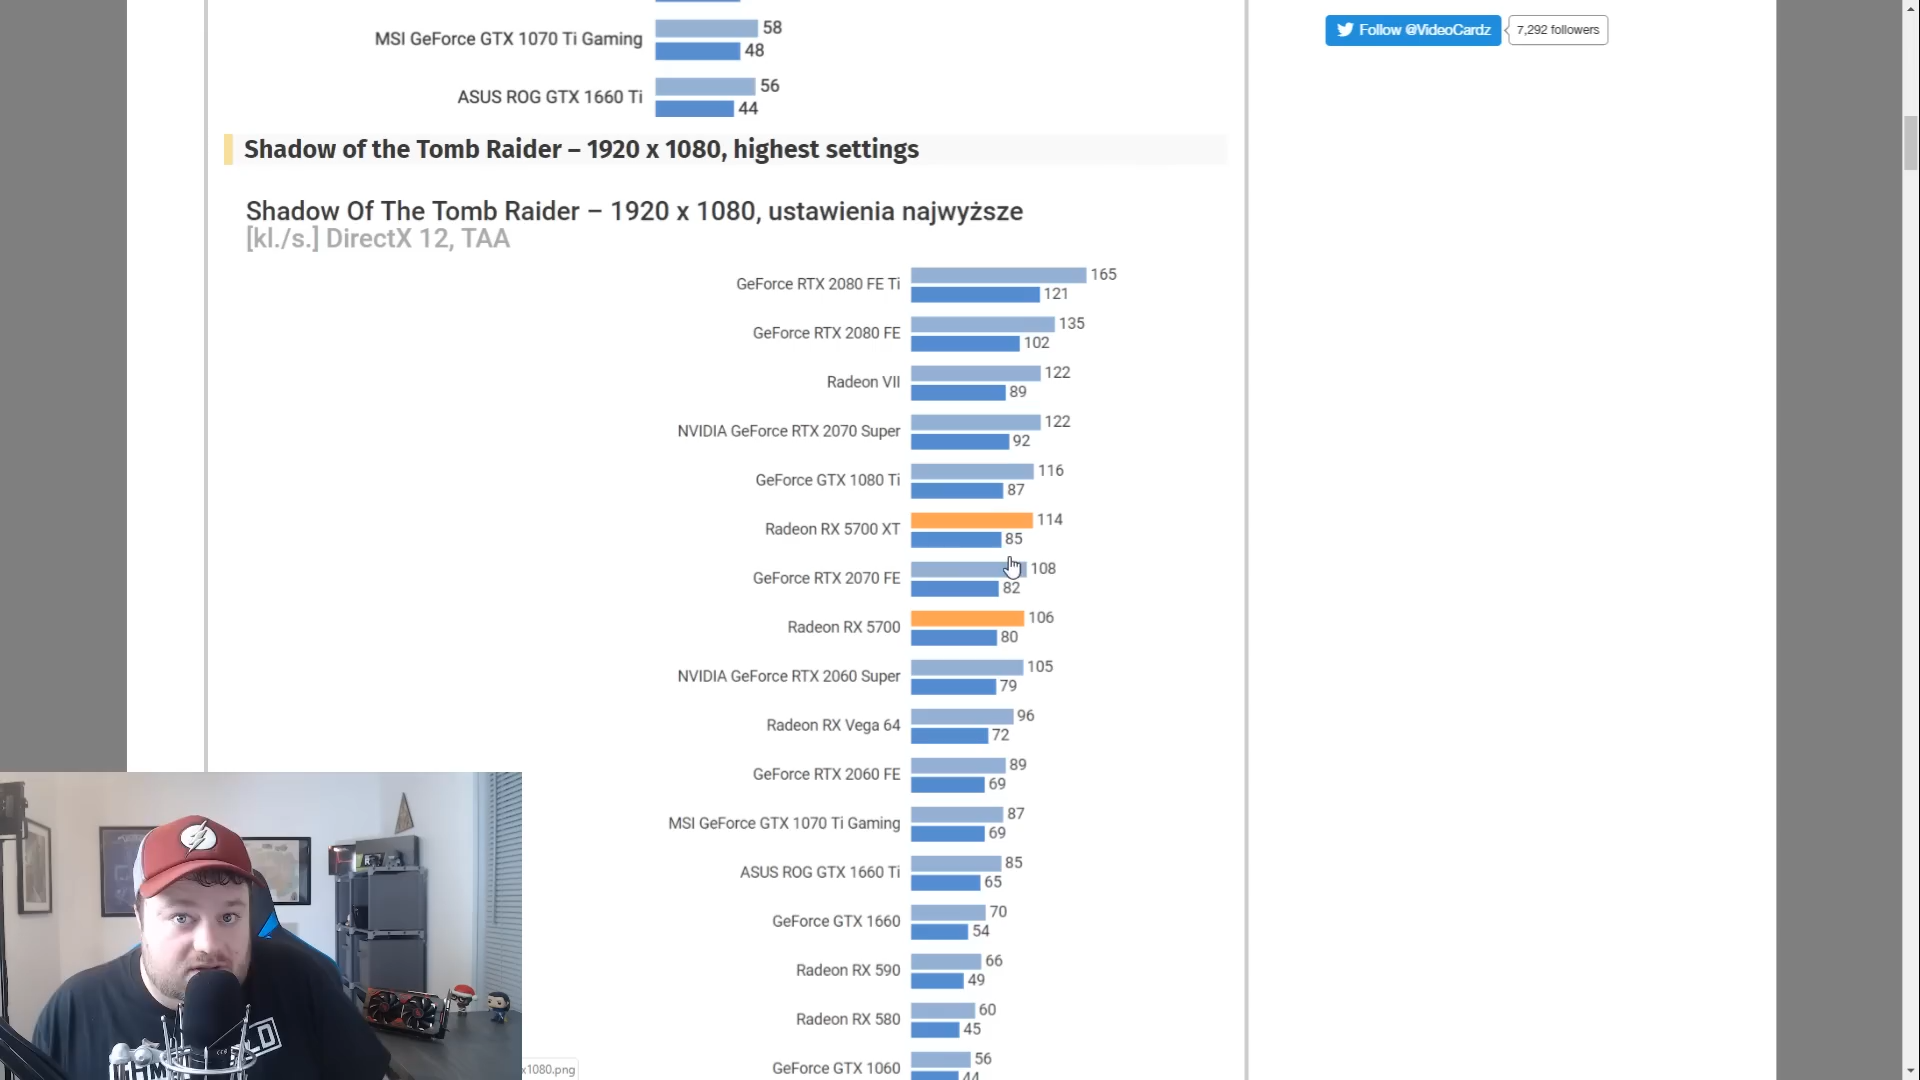 MSI GeForce GTX 1070 Ti Gaming 58
48
ASUS ROG GTX 1660 Ti 56
44
Follow @VideoCardz 7,292 followers
Shadow of the Tomb Raider – 1920 x 1080, highest settings
Shadow Of The Tomb Raider – 1920 x 1080, ustawienia najwyższe
[kl./s.] DirectX 12, TAA
GeForce RTX 2080 FE Ti 165
121
GeForce RTX 2080 FE 135
102
Radeon VII 122
89
NVIDIA GeForce RTX 2070 Super 122
92
GeForce GTX 1080 Ti 116
87
Radeon RX 5700 XT 114
85
GeForce RTX 2070 FE 108
82
Radeon RX 5700 106
80
NVIDIA GeForce RTX 2060 Super 105
79
Radeon RX Vega 64 96
72
GeForce RTX 2060 FE 89
69
MSI GeForce GTX 1070 Ti Gaming 87
69
ASUS ROG GTX 1660 Ti 85
65
GeForce GTX 1660 70
54
Radeon RX 590 66
49
Radeon RX 580 60
45
GeForce GTX 1060 56
44
x1080.png